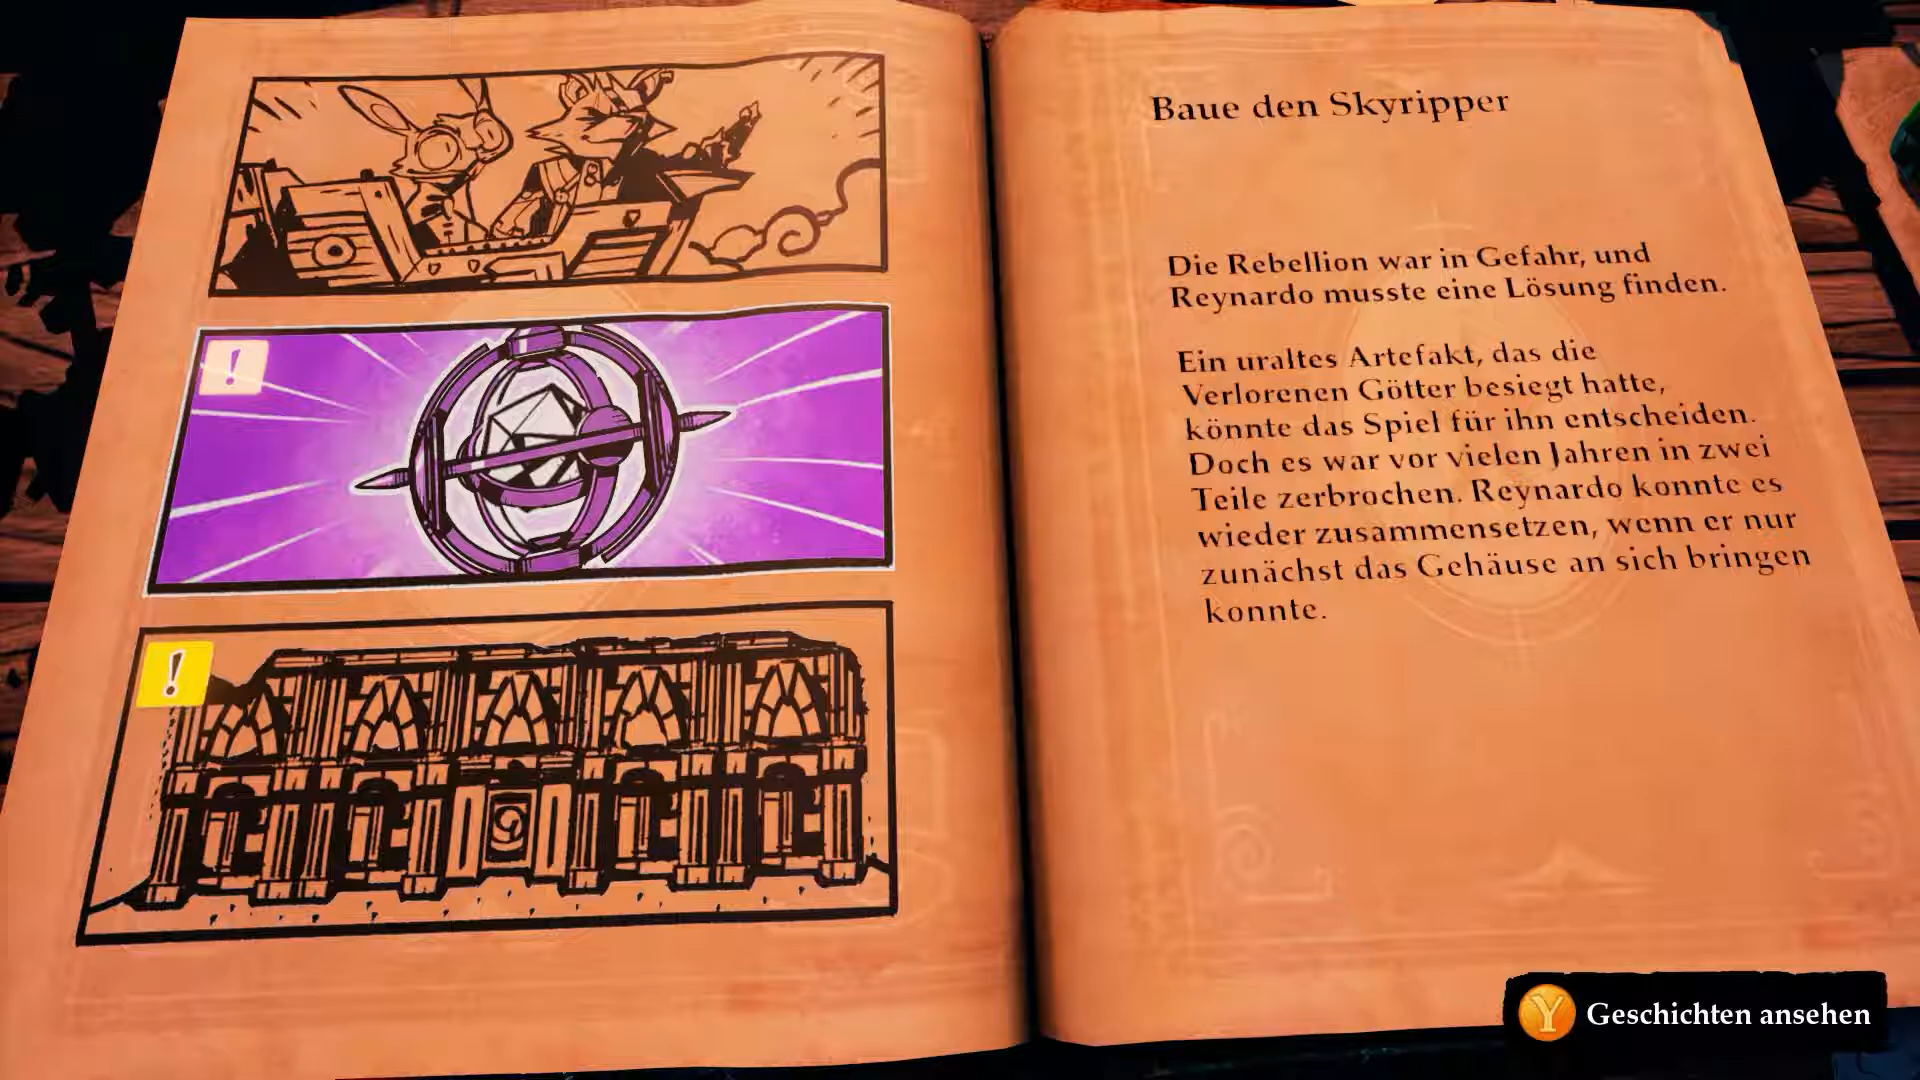 Baue den Skyripper
Die Rebellion war in Gefahr, und
Reynardo musste eine Lösung finden.
Ein uraltes Artefakt, das die
Verlorenen Götter besiegt hatte,
könnte das Spiel für ihn entscheiden.
Doch es war vor vielen Jahren in zwei
Teile zerbrochen. Reynardo konnte es
wieder zusammensetzen, wenn er nur
zunächst das Gehäuse an sich bringen
konnte.
!
!
Y Geschichten ansehen